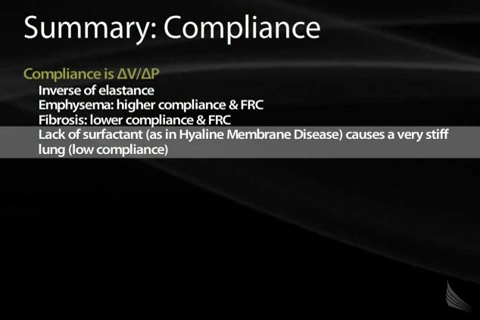 Summary: Compliance
Compliance is ΔV/ΔP
Inverse of elastance
Emphysema: higher compliance & FRC
Fibrosis: lower compliance & FRC
Lack of surfactant (as in Hyaline Membrane Disease) causes a very stiff
lung (low compliance)